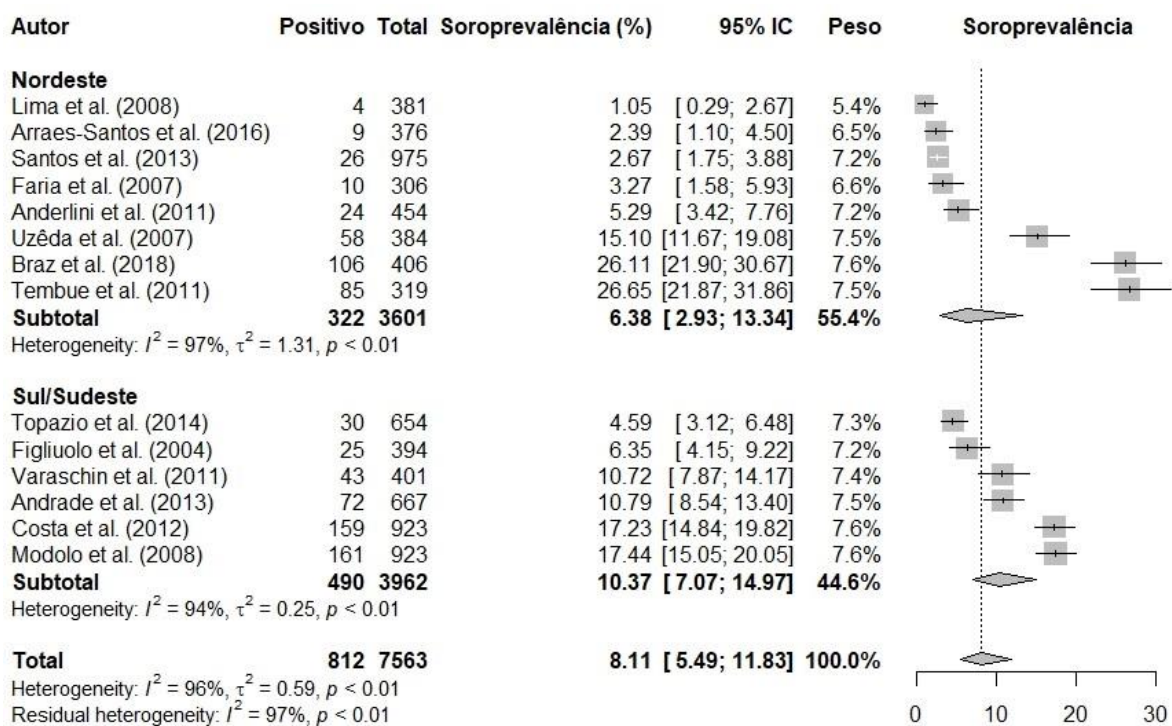 Autor Positivo Total Soroprevalência (%) 95% IC Peso Soroprevalência
Nordeste
Lima et al. (2008) 4 381 1.05 [ 0.29; 2.67] 5.4%
Arraes-Santos et al. (2016) 9 376 2.39 [ 1.10; 4.50] 6.5%
Santos et al. (2013) 26 975 2.67 [ 1.75; 3.88] 7.2%
Faria et al. (2007) 10 306 3.27 [ 1.58; 5.93] 6.6%
Anderlini et al. (2011) 24 454 5.29 [ 3.42; 7.76] 7.2%
Uzêda et al. (2007) 58 384 15.10 [11.67; 19.08] 7.5%
Braz et al. (2018) 106 406 26.11 [21.90; 30.67] 7.6%
Tembue et al. (2011) 85 319 26.65 [21.87; 31.86] 7.5%
Subtotal 322 3601 6.38 [ 2.93; 13.34] 55.4%
Heterogeneity: I² = 97%, τ² = 1.31, p < 0.01
Sul/Sudeste
Topazio et al. (2014) 30 654 4.59 [ 3.12; 6.48] 7.3%
Figliuolo et al. (2004) 25 394 6.35 [ 4.15; 9.22] 7.2%
Varaschin et al. (2011) 43 401 10.72 [ 7.87; 14.17] 7.4%
Andrade et al. (2013) 72 667 10.79 [ 8.54; 13.40] 7.5%
Costa et al. (2012) 159 923 17.23 [14.84; 19.82] 7.6%
Modolo et al. (2008) 161 923 17.44 [15.05; 20.05] 7.6%
Subtotal 490 3962 10.37 [ 7.07; 14.97] 44.6%
Heterogeneity: I² = 94%, τ² = 0.25, p < 0.01
Total 812 7563 8.11 [ 5.49; 11.83] 100.0%
Heterogeneity: I² = 96%, τ² = 0.59, p < 0.01
Residual heterogeneity: I² = 97%, p < 0.01
0 10 20 30